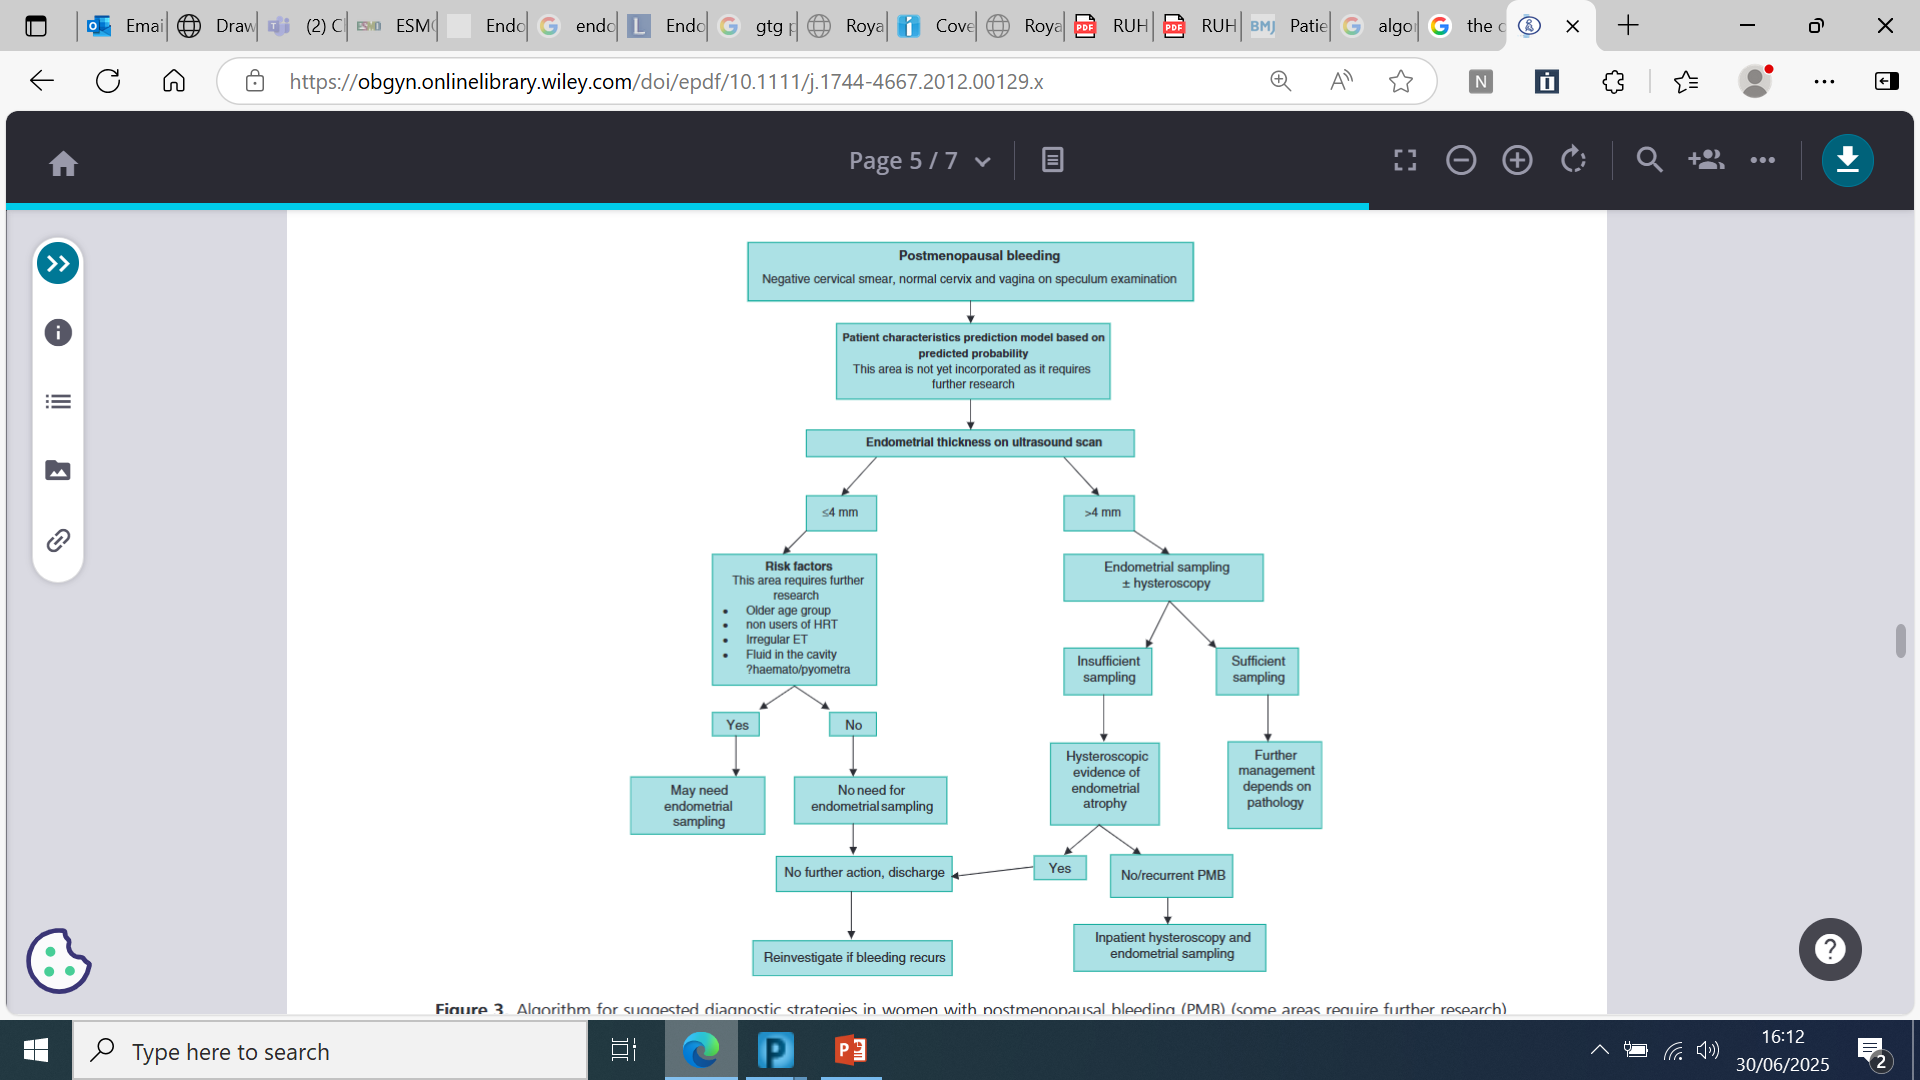 Emai
Draw
(2) Cl
ESMO
ESMC
Endo
endo
L
Endo
gtg p
Roya
Cove
Roya
PDF
RUH
PDF
RUH
BMJ
Patie
algor
the c
https://obgyn.onlinelibrary.wiley.com/doi/epdf/10.1111/j.1744-4667.2012.00129.x
N
Page 5 / 7
Postmenopausal bleeding
Negative cervical smear, normal cervix and vagina on speculum examination
Patient characteristics prediction model based on
predicted probability
This area is not yet incorporated as it requires
further research
Endometrial thickness on ultrasound scan
≤4 mm
>4 mm
Risk factors
This area requires further
research
• Older age group
• non users of HRT
• Irregular ET
• Fluid in the cavity
?haemato/pyometra
Endometrial sampling
± hysteroscopy
Insufficient
sampling
Sufficient
sampling
Yes
No
Hysteroscopic
evidence of
endometrial
atrophy
Further
management
depends on
pathology
May need
endometrial
sampling
No need for
endometrial sampling
No further action, discharge
Yes
No/recurrent PMB
Reinvestigate if bleeding recurs
Inpatient hysteroscopy and
endometrial sampling
Figure 3. Algorithm for suggested diagnostic strategies in women with postmenopausal bleeding (PMB) (some areas require further research)
Type here to search
16:12
30/06/2025
2